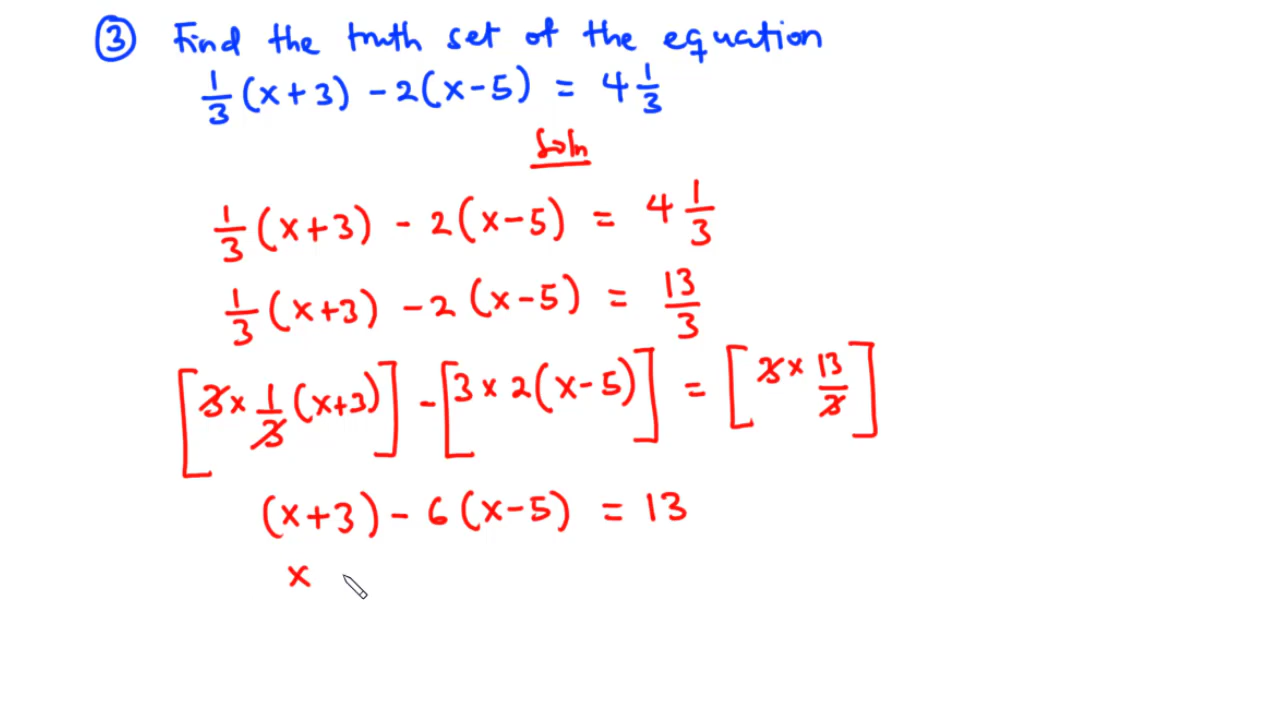 ③ Find the truth set of the equation
1/3 (x+3) - 2(x-5) = 4 1/3
Soln
1/3 (x+3) - 2(x-5) = 4 1/3
1/3 (x+3) - 2(x-5) = 13/3
[3 × 1/3 (x+3)] - [3 × 2(x-5)] = [3 × 13/3]
(x+3) - 6(x-5) = 13
x